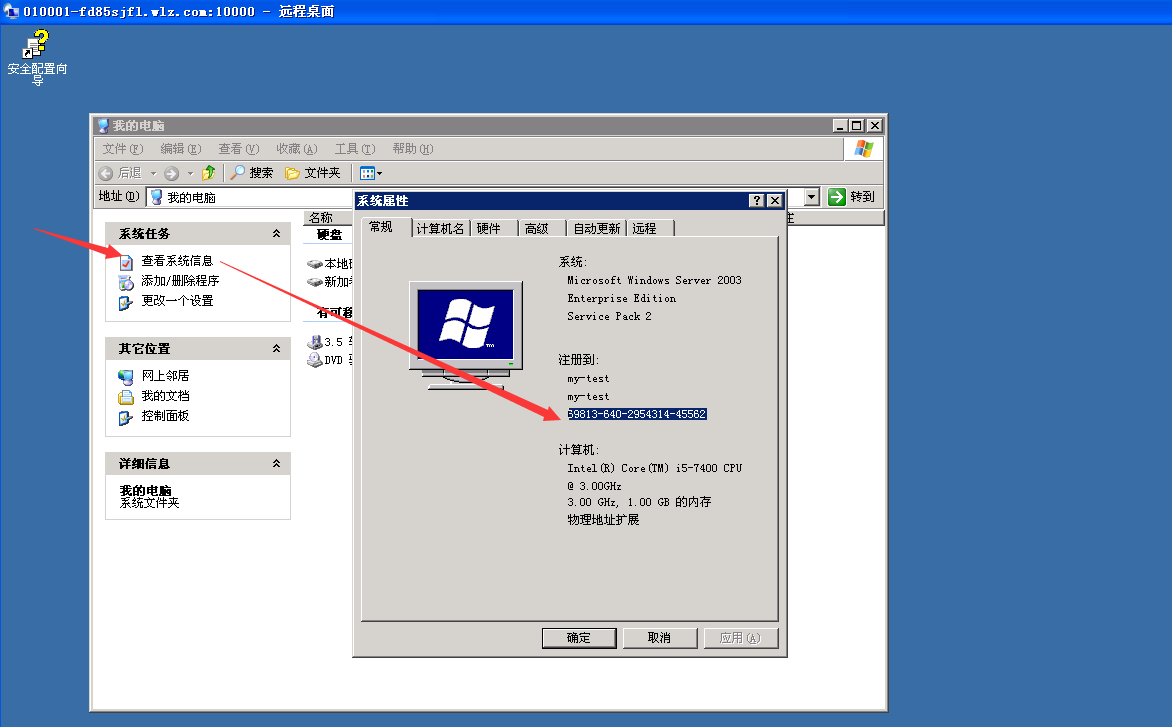 010001-fd85sjfl.wlz.com:10000 - 远程桌面
安全配置向
导
我的电脑
文件(F) 编辑(E) 查看(V) 收藏(A) 工具(T) 帮助(H)
后退 搜索 文件夹
地址(D) 我的电脑 转到
系统任务
查看系统信息
添加/删除程序
更改一个设置
其它位置
网上邻居
我的文档
控制面板
详细信息
我的电脑
系统文件夹
名称
硬盘
本地
新加
有可移
3.5
DVD
系统属性
常规 计算机名 硬件 高级 自动更新 远程
系统:
Microsoft Windows Server 2003
Enterprise Edition
Service Pack 2
注册到:
my-test
my-test
69813-640-2954314-45562
计算机:
Intel(R) Core(TM) i5-7400 CPU
@ 3.00GHz
3.00 GHz, 1.00 GB 的内存
物理地址扩展
确定 取消 应用(A)